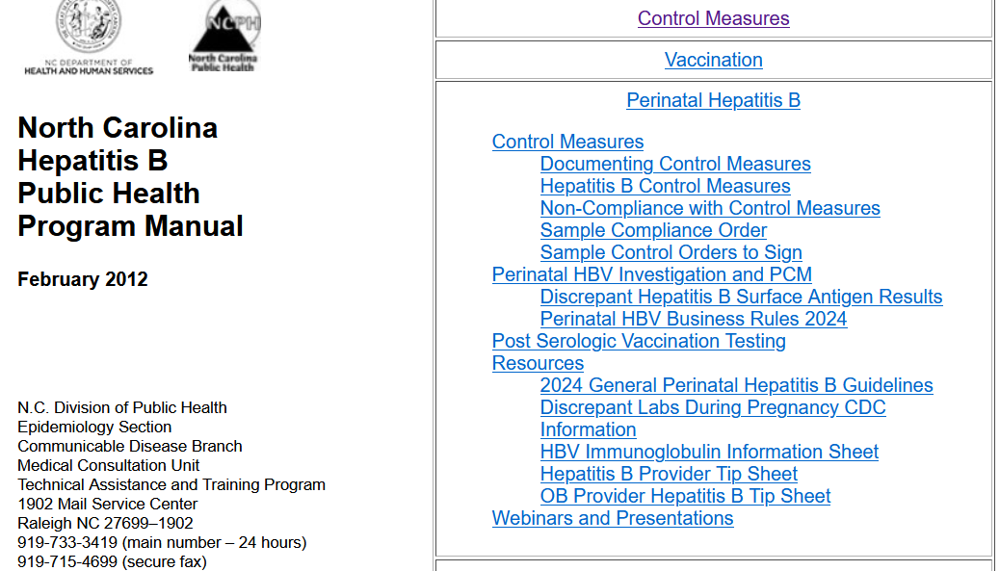 NCPH
NC DEPARTMENT OF
HEALTH AND HUMAN SERVICES
North Carolina
Public Health
North Carolina
Hepatitis B
Public Health
Program Manual
February 2012
N.C. Division of Public Health
Epidemiology Section
Communicable Disease Branch
Medical Consultation Unit
Technical Assistance and Training Program
1902 Mail Service Center
Raleigh NC 27699–1902
919-733-3419 (main number – 24 hours)
919-715-4699 (secure fax)
Control Measures
Vaccination
Perinatal Hepatitis B
Control Measures
Documenting Control Measures
Hepatitis B Control Measures
Non-Compliance with Control Measures
Sample Compliance Order
Sample Control Orders to Sign
Perinatal HBV Investigation and PCM
Discrepant Hepatitis B Surface Antigen Results
Perinatal HBV Business Rules 2024
Post Serologic Vaccination Testing
Resources
2024 General Perinatal Hepatitis B Guidelines
Discrepant Labs During Pregnancy CDC
Information
HBV Immunoglobulin Information Sheet
Hepatitis B Provider Tip Sheet
OB Provider Hepatitis B Tip Sheet
Webinars and Presentations